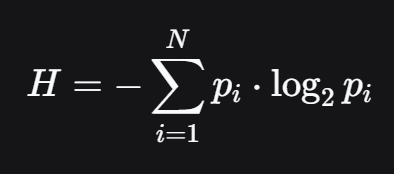 H = −∑_{i=1}^{N} p_i · log_2 p_i